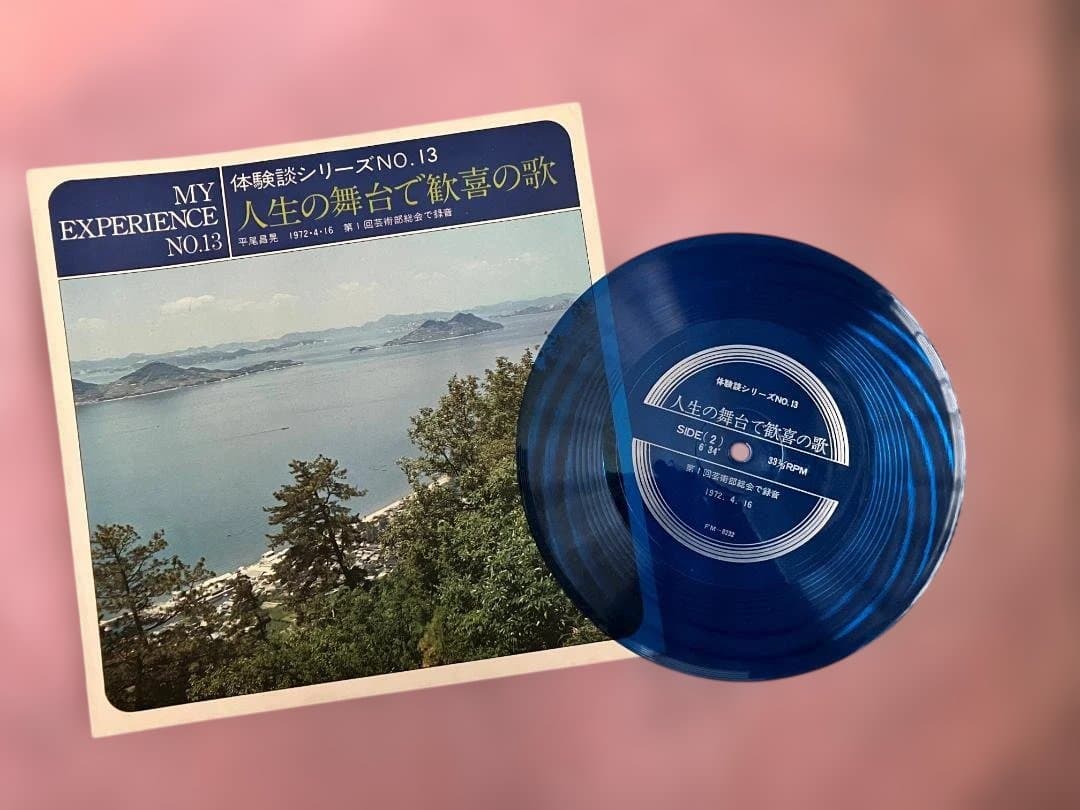 MY
EXPERIENCE
NO.13
体験談シリーズNO.13
人生の舞台で歓喜の歌
平尾昌晃 1972・4・16 第1回芸術部総会で録音
体験談シリーズNO.13
人生の舞台で歓喜の歌
SIDE(2)
6′34″
33⅓RPM
第1回芸術部総会で録音
1972. 4. 16
FM-8232